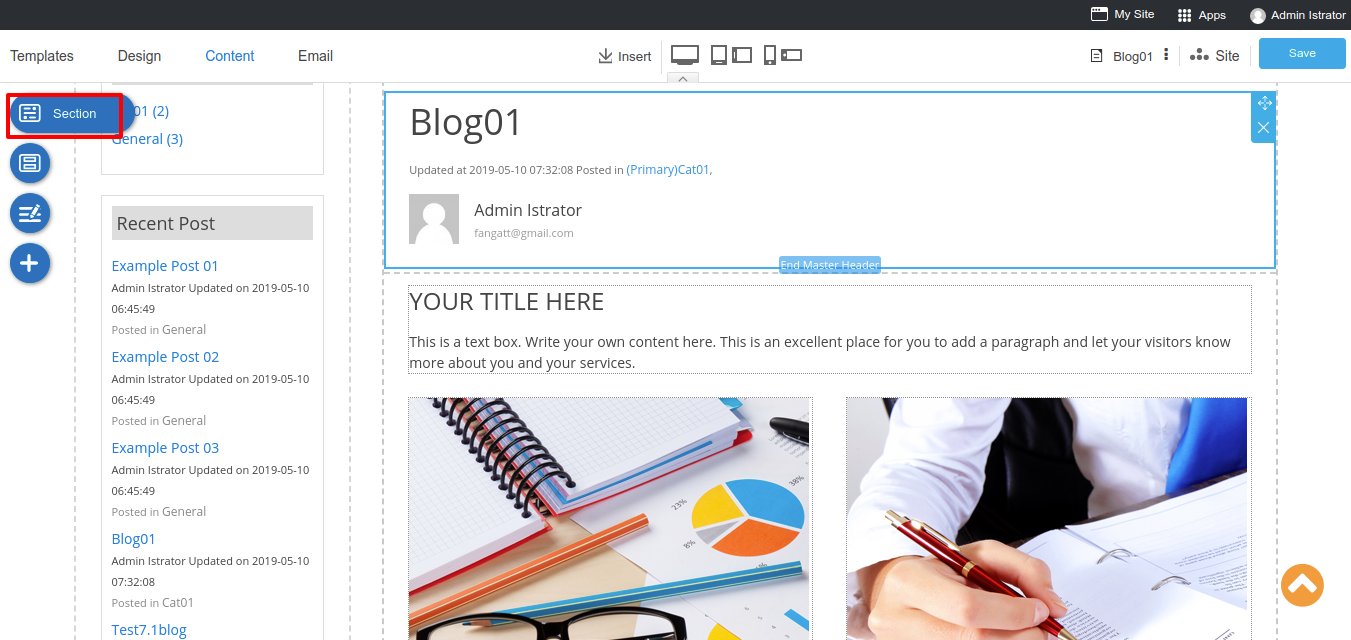 My Site Apps Admin Istrator
Templates Design Content Email Insert Blog01 Site Save
Section
01 (2)
General (3)
Recent Post
Example Post 01
Admin Istrator Updated on 2019-05-10
06:45:49
Posted in General
Example Post 02
Admin Istrator Updated on 2019-05-10
06:45:49
Posted in General
Example Post 03
Admin Istrator Updated on 2019-05-10
06:45:49
Posted in General
Blog01
Admin Istrator Updated on 2019-05-10
07:32:08
Posted in Cat01
Test7.1blog
Blog01
Updated at 2019-05-10 07:32:08 Posted in (Primary)Cat01,
Admin Istrator
fangatt@gmail.com
End Master Header
YOUR TITLE HERE
This is a text box. Write your own content here. This is an excellent place for you to add a paragraph and let your visitors know
more about you and your services.
38%
23%
8%